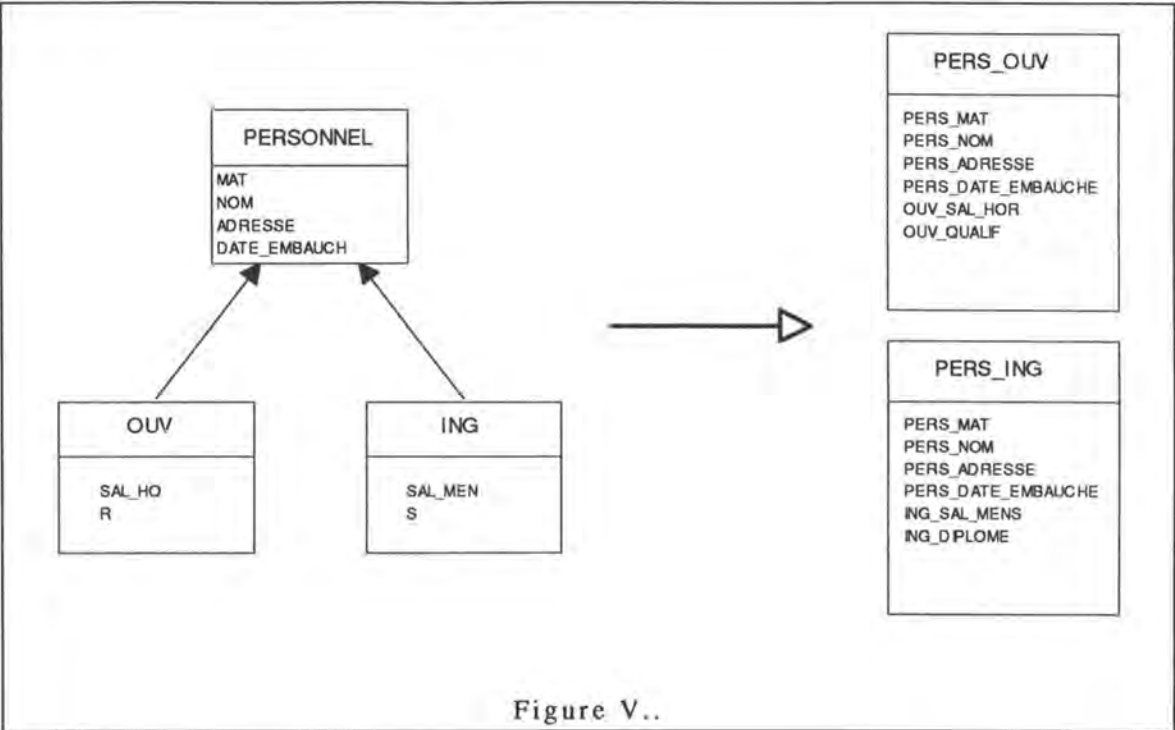 PERSONNEL
MAT
NOM
ADRESSE
DATE_EMBAUCH
OUV
SAL_HO
R
ING
SAL_MEN
S
PERS_OUV
PERS_MAT
PERS_NOM
PERS_ADRESSE
PERS_DATE_EMBAUCHE
OUV_SAL_HOR
OUV_QUALIF
PERS_ING
PERS_MAT
PERS_NOM
PERS_ADRESSE
PERS_DATE_EMBAUCHE
ING_SAL_MENS
ING_DIPLOME
Figure V..